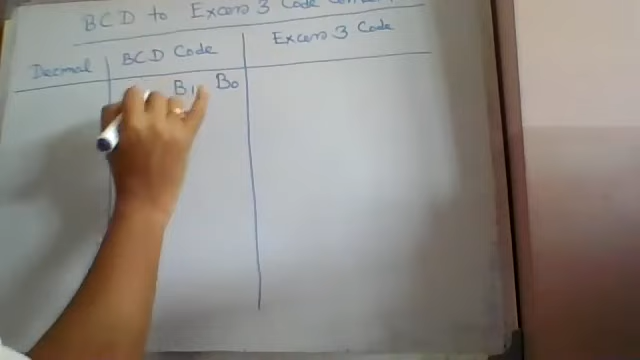 BCD to Excess 3 Code
Decimal BCD Code Excess 3 Code
B1 B0